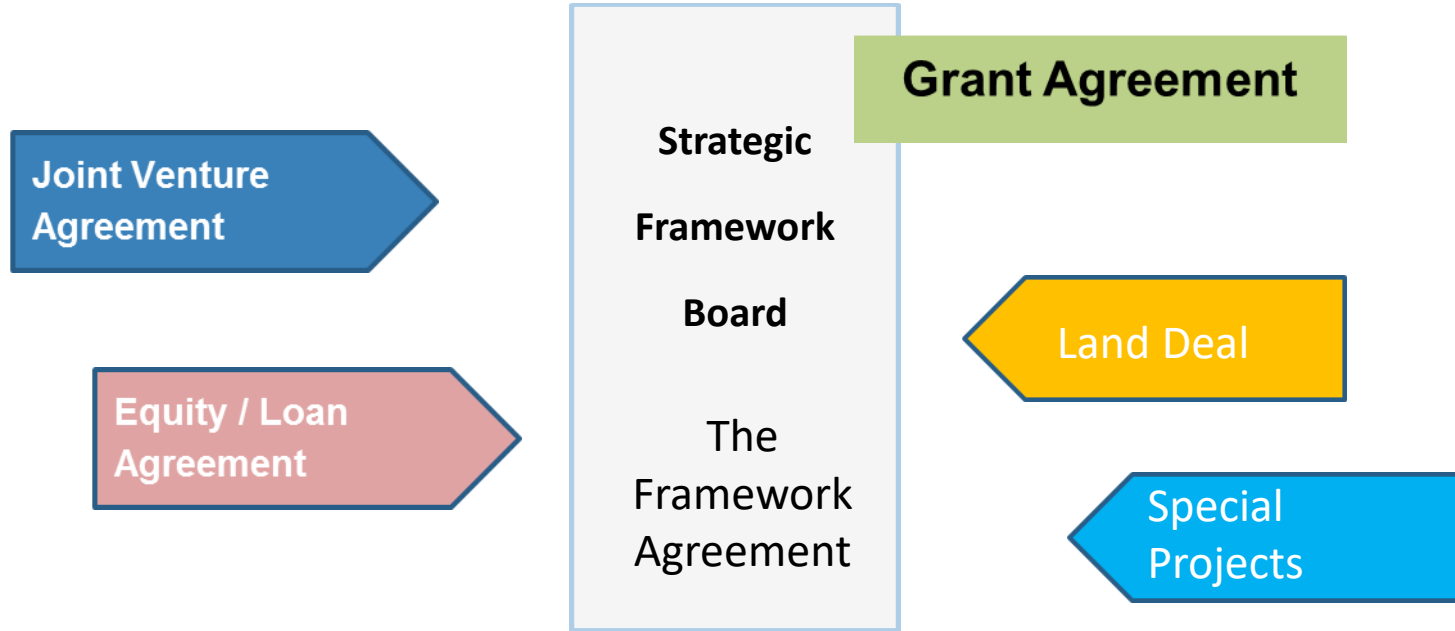 Grant Agreement
Joint Venture
Agreement
Strategic
Framework
Board
Land Deal
Equity / Loan
Agreement
The
Framework
Agreement
Special
Projects